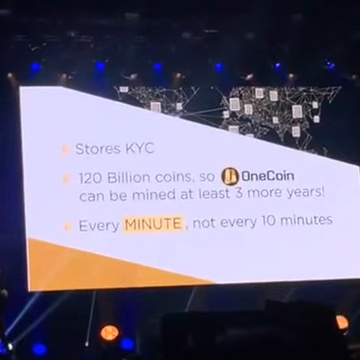 Stores KYC
120 Billion coins, so OneCoin
can be mined at least 3 more years!
Every MINUTE, not every 10 minutes